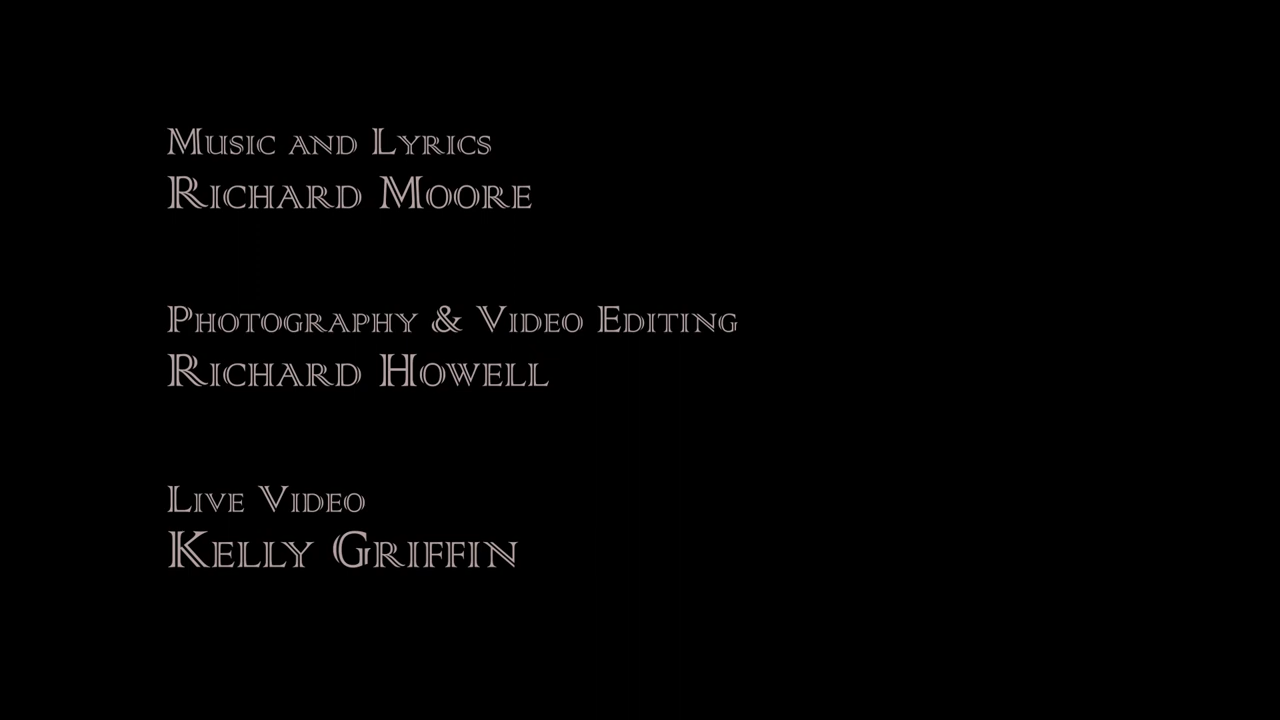 Music and Lyrics
Richard Moore
Photography & Video Editing
Richard Howell
Live Video
Kelly Griffin